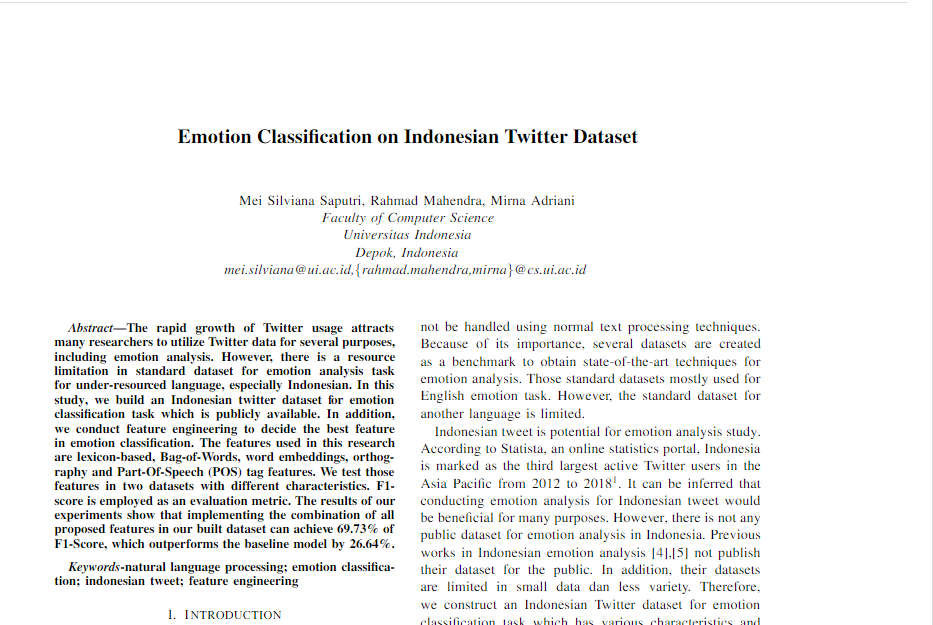 Emotion Classification on Indonesian Twitter Dataset
Mei Silviana Saputri, Rahmad Mahendra, Mirna Adriani
Faculty of Computer Science
Universitas Indonesia
Depok, Indonesia
mei.silviana@ui.ac.id,{rahmad.mahendra,mirna}@cs.ui.ac.id
Abstract—The rapid growth of Twitter usage attracts
many researchers to utilize Twitter data for several purposes,
including emotion analysis. However, there is a resource
limitation in standard dataset for emotion analysis task
for under-resourced language, especially Indonesian. In this
study, we build an Indonesian twitter dataset for emotion
classification task which is publicly available. In addition,
we conduct feature engineering to decide the best feature
in emotion classification. The features used in this research
are lexicon-based, Bag-of-Words, word embeddings, orthog-
raphy and Part-Of-Speech (POS) tag features. We test those
features in two datasets with different characteristics. F1-
score is employed as an evaluation metric. The results of our
experiments show that implementing the combination of all
proposed features in our built dataset can achieve 69.73% of
F1-Score, which outperforms the baseline model by 26.64%.
Keywords-natural language processing; emotion classifica-
tion; indonesian tweet; feature engineering
I. INTRODUCTION
not be handled using normal text processing techniques.
Because of its importance, several datasets are created
as a benchmark to obtain state-of-the-art techniques for
emotion analysis. Those standard datasets mostly used for
English emotion task. However, the standard dataset for
another language is limited.
Indonesian tweet is potential for emotion analysis study.
According to Statista, an online statistics portal, Indonesia
is marked as the third largest active Twitter users in the
Asia Pacific from 2012 to 2018¹. It can be inferred that
conducting emotion analysis for Indonesian tweet would
be beneficial for many purposes. However, there is not any
public dataset for emotion analysis in Indonesia. Previous
works in Indonesian emotion analysis [4],[5] not publish
their dataset for the public. In addition, their datasets
are limited in small data dan less variety. Therefore,
we construct an Indonesian Twitter dataset for emotion
classification task which has various characteristics and